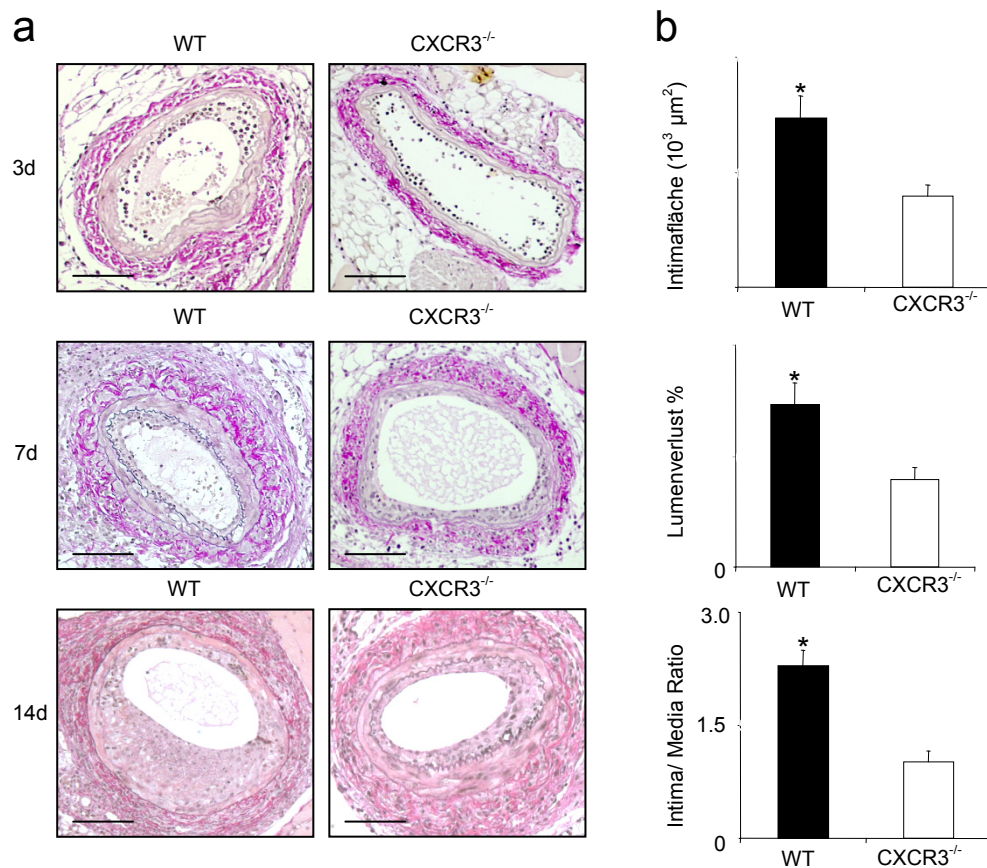 a
WT
CXCR3-/-
3d
WT
CXCR3-/-
7d
WT
CXCR3-/-
14d
b
Intimafläche (10³ µm²)
*
WT
CXCR3-/-
Lumenverlust %
*
0
WT
CXCR3-/-
Intima/ Media Ratio
3.0
*
1.5
0
WT
CXCR3-/-